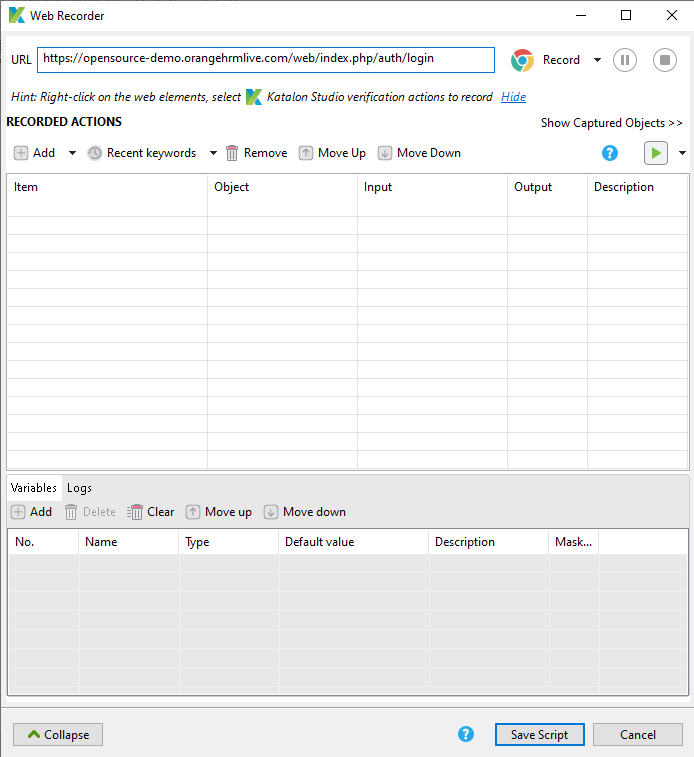 Web Recorder
URL https://opensource-demo.orangehrmlive.com/web/index.php/auth/login Record
Hint: Right-click on the web elements, select Katalon Studio verification actions to record Hide
RECORDED ACTIONS
Show Captured Objects >>
Add Recent keywords Remove Move Up Move Down ?
Item Object Input Output Description
Variables Logs
Add Delete Clear Move up Move down
No. Name Type Default value Description Mask...
Collapse ? Save Script Cancel